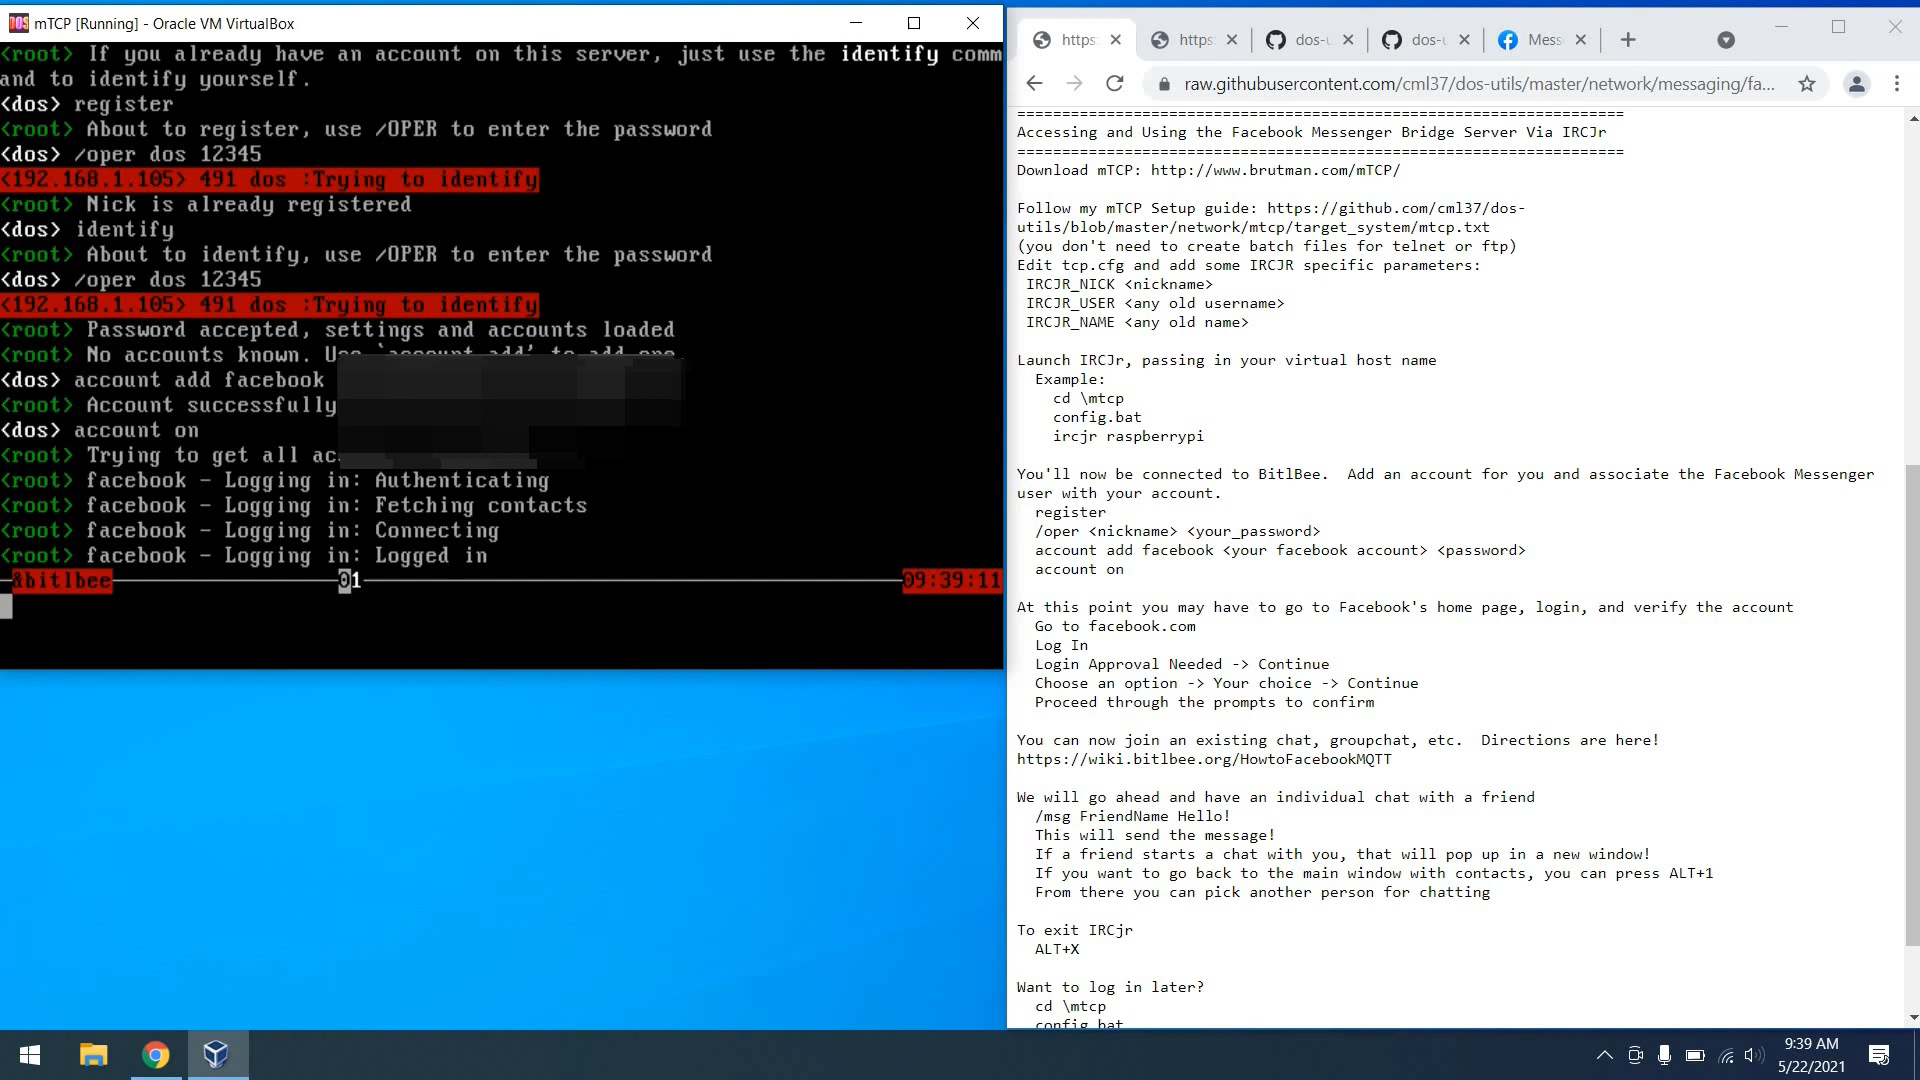 mTCP [Running] - Oracle VM VirtualBox
<root> If you already have an account on this server, just use the identify comm
and to identify yourself.
<dos> register
<root> About to register, use /OPER to enter the password
<dos> /oper dos 12345
<192.168.1.105> 491 dos :Trying to identify
<root> Nick is already registered
<dos> identify
<root> About to identify, use /OPER to enter the password
<dos> /oper dos 12345
<192.168.1.105> 491 dos :Trying to identify
<root> Password accepted, settings and accounts loaded
<root> No accounts known. Use `account add' to add one.
<dos> account add facebook
<root> Account successfully
<dos> account on
<root> Trying to get all ac
<root> facebook - Logging in: Authenticating
<root> facebook - Logging in: Fetching contacts
<root> facebook - Logging in: Connecting
<root> facebook - Logging in: Logged in
&bitlbee 01 09:39:11
https: https: dos-u dos-u Mess
raw.githubusercontent.com/cml37/dos-utils/master/network/messaging/fa...
====================================================================
Accessing and Using the Facebook Messenger Bridge Server Via IRCJr
====================================================================
Download mTCP: http://www.brutman.com/mTCP/
Follow my mTCP Setup guide: https://github.com/cml37/dos-
utils/blob/master/network/mtcp/target_system/mtcp.txt
(you don't need to create batch files for telnet or ftp)
Edit tcp.cfg and add some IRCJR specific parameters:
IRCJR_NICK <nickname>
IRCJR_USER <any old username>
IRCJR_NAME <any old name>
Launch IRCJr, passing in your virtual host name
Example:
cd \mtcp
config.bat
ircjr raspberrypi
You'll now be connected to BitlBee.  Add an account for you and associate the Facebook Messenger
user with your account.
register
/oper <nickname> <your_password>
account add facebook <your facebook account> <password>
account on
At this point you may have to go to Facebook's home page, login, and verify the account
Go to facebook.com
Log In
Login Approval Needed -> Continue
Choose an option -> Your choice -> Continue
Proceed through the prompts to confirm
You can now join an existing chat, groupchat, etc.  Directions are here!
https://wiki.bitlbee.org/HowtoFacebookMQTT
We will go ahead and have an individual chat with a friend
/msg FriendName Hello!
This will send the message!
If a friend starts a chat with you, that will pop up in a new window!
If you want to go back to the main window with contacts, you can press ALT+1
From there you can pick another person for chatting
To exit IRCjr
ALT+X
Want to log in later?
cd \mtcp
config.bat
9:39 AM
5/22/2021